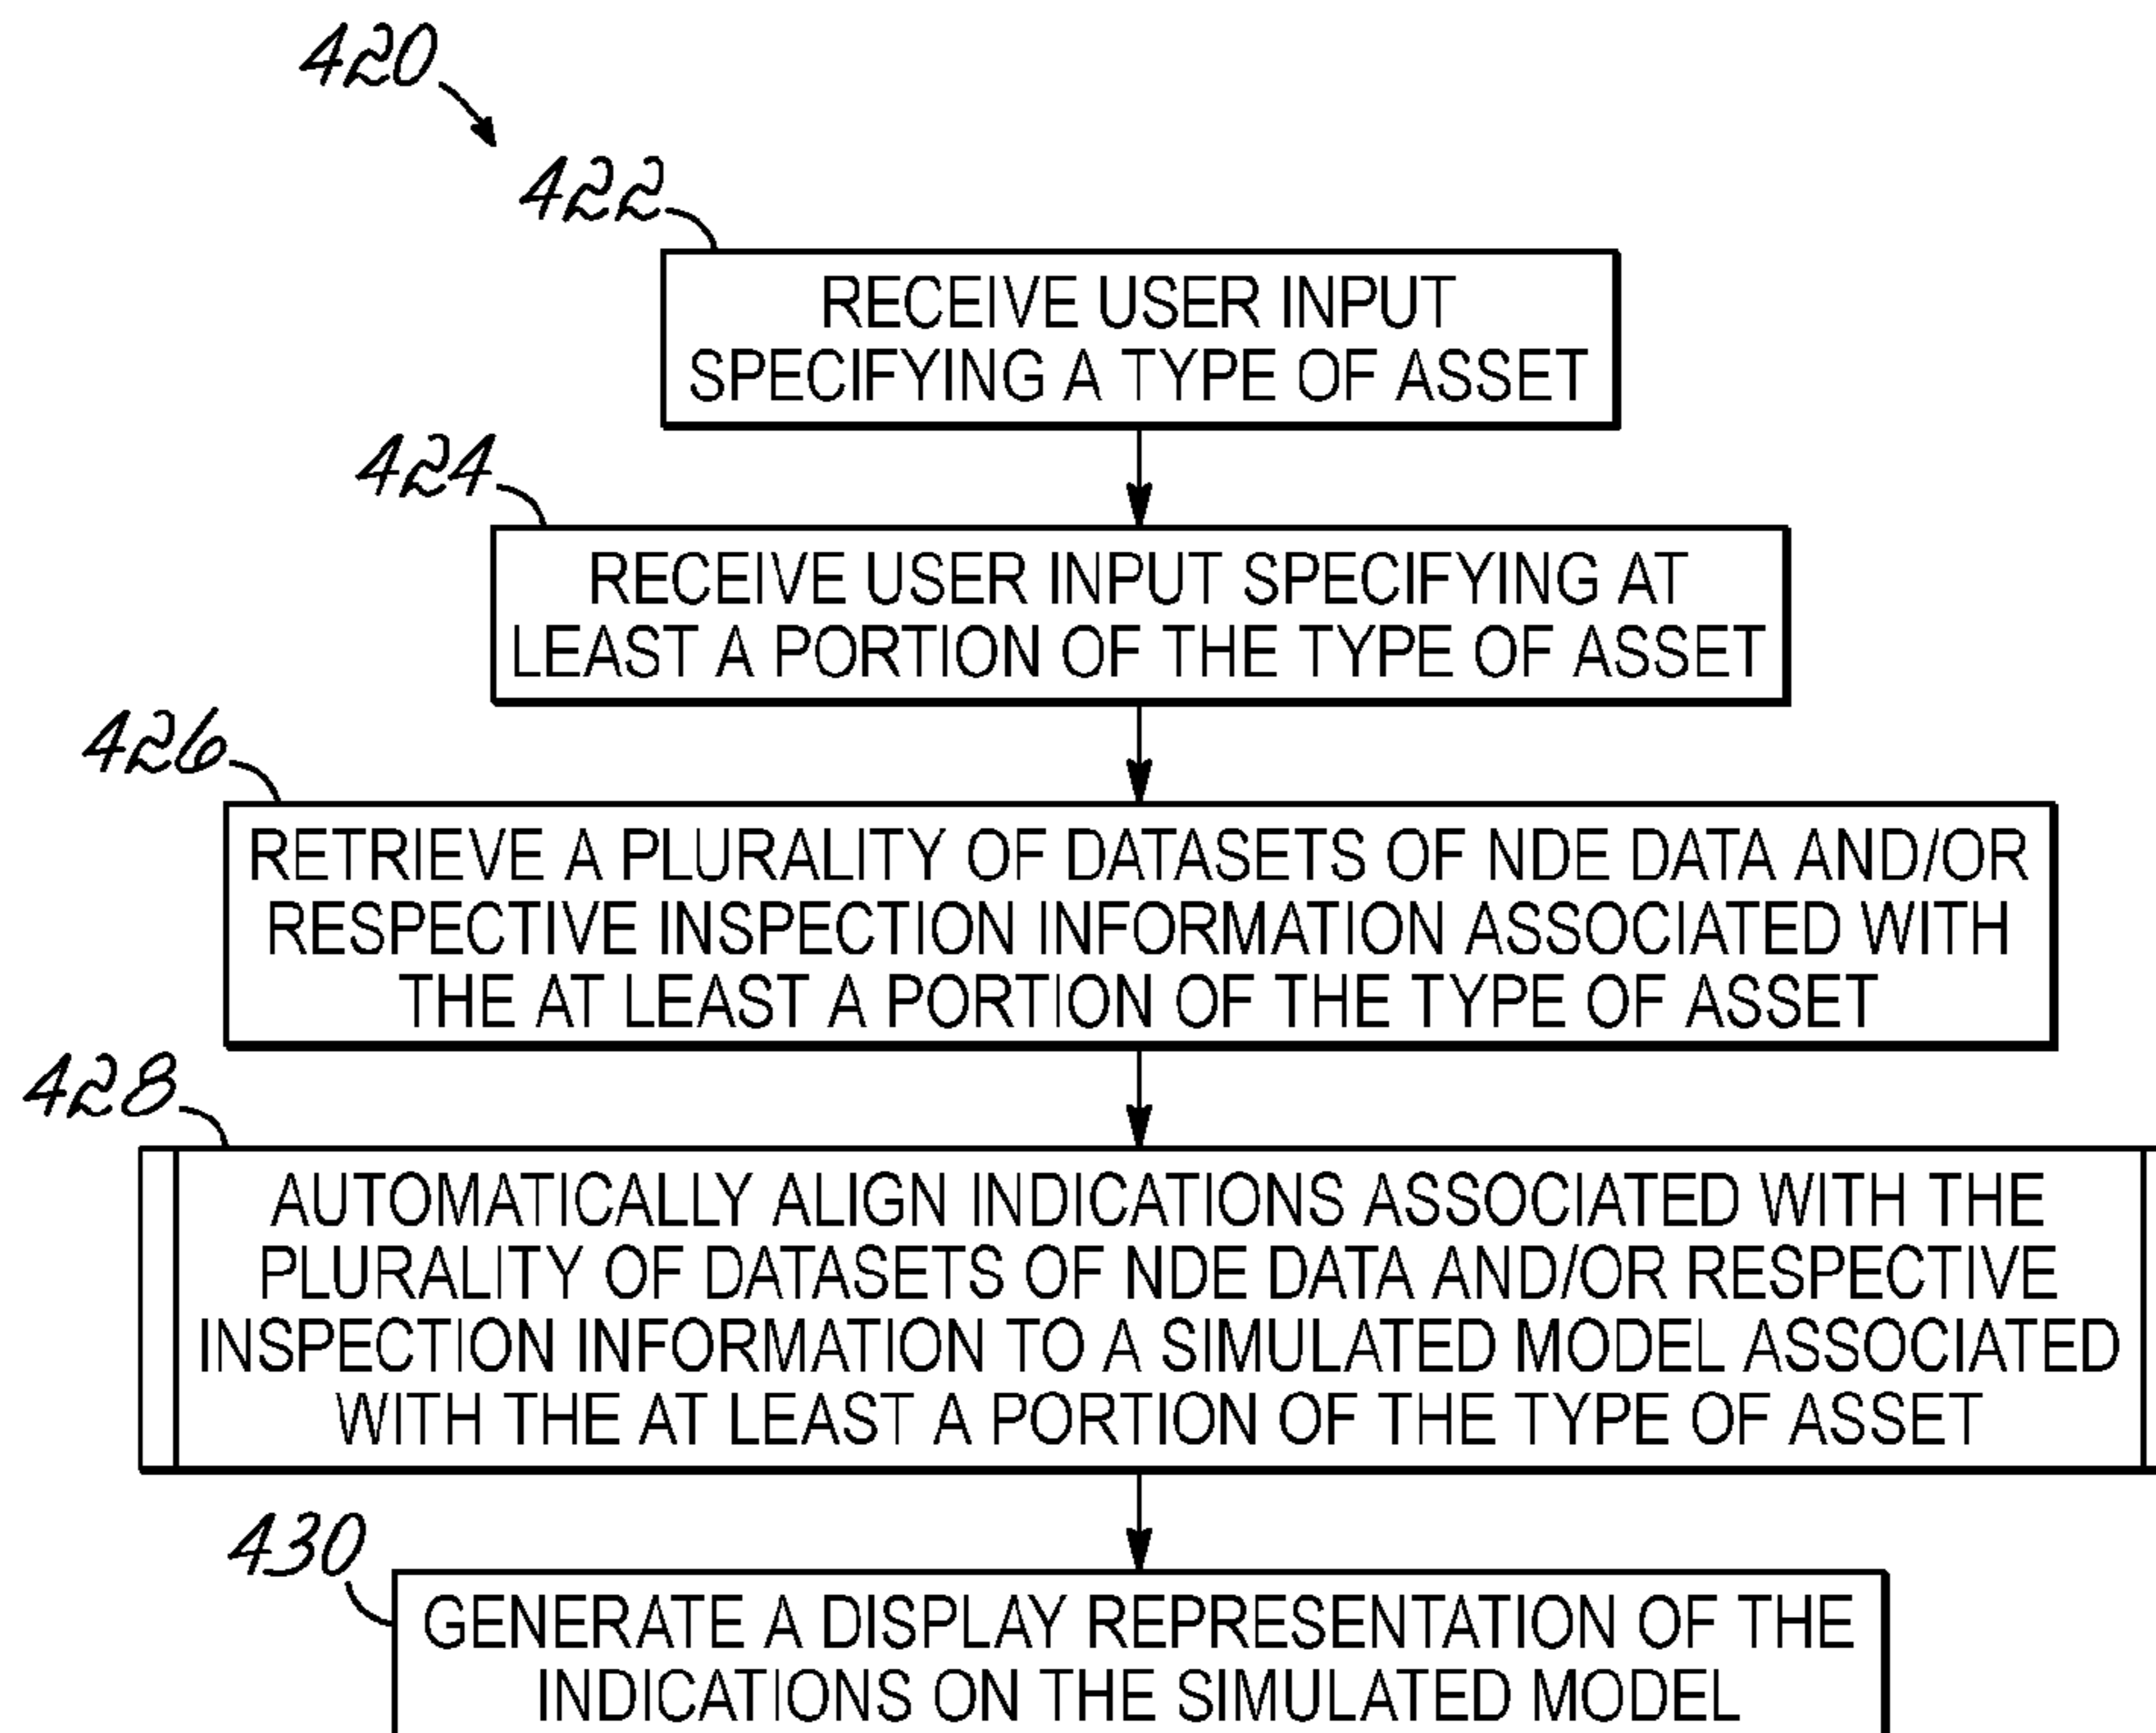 420
422
RECEIVE USER INPUT
SPECIFYING A TYPE OF ASSET
424
RECEIVE USER INPUT SPECIFYING AT
LEAST A PORTION OF THE TYPE OF ASSET
426
RETRIEVE A PLURALITY OF DATASETS OF NDE DATA AND/OR
RESPECTIVE INSPECTION INFORMATION ASSOCIATED WITH
THE AT LEAST A PORTION OF THE TYPE OF ASSET
428
AUTOMATICALLY ALIGN INDICATIONS ASSOCIATED WITH THE
PLURALITY OF DATASETS OF NDE DATA AND/OR RESPECTIVE
INSPECTION INFORMATION TO A SIMULATED MODEL ASSOCIATED
WITH THE AT LEAST A PORTION OF THE TYPE OF ASSET
430
GENERATE A DISPLAY REPRESENTATION OF THE
INDICATIONS ON THE SIMULATED MODEL